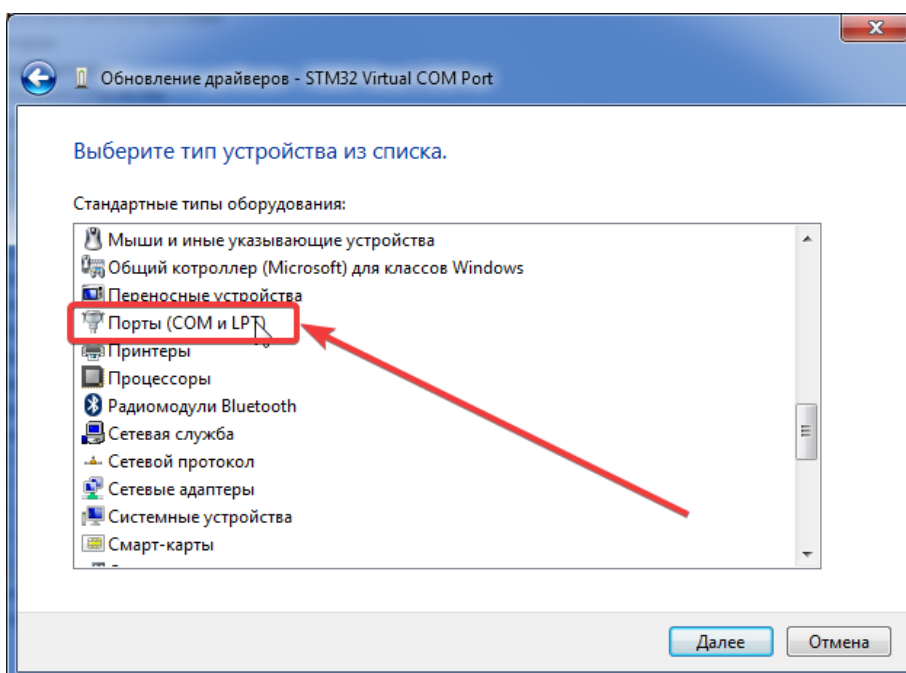 Обновление драйверов - STM32 Virtual COM Port
Выберите тип устройства из списка.
Стандартные типы оборудования:
Мыши и иные указывающие устройства
Общий котроллер (Microsoft) для классов Windows
Переносные устройства
Порты (COM и LPT)
Принтеры
Процессоры
Радиомодули Bluetooth
Сетевая служба
Сетевой протокол
Сетевые адаптеры
Системные устройства
Смарт-карты
Далее
Отмена